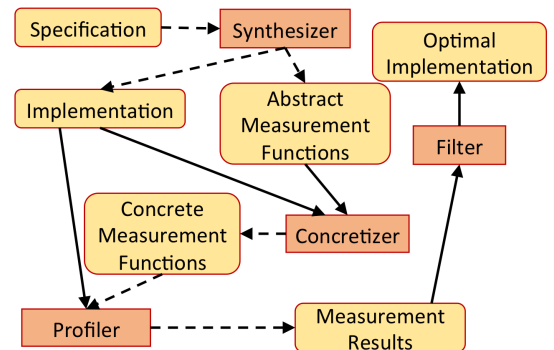 Specification
Synthesizer
Optimal
Implementation
Implementation
Abstract
Measurement
Functions
Filter
Concrete
Measurement
Functions
Concretizer
Profiler
Measurement
Results